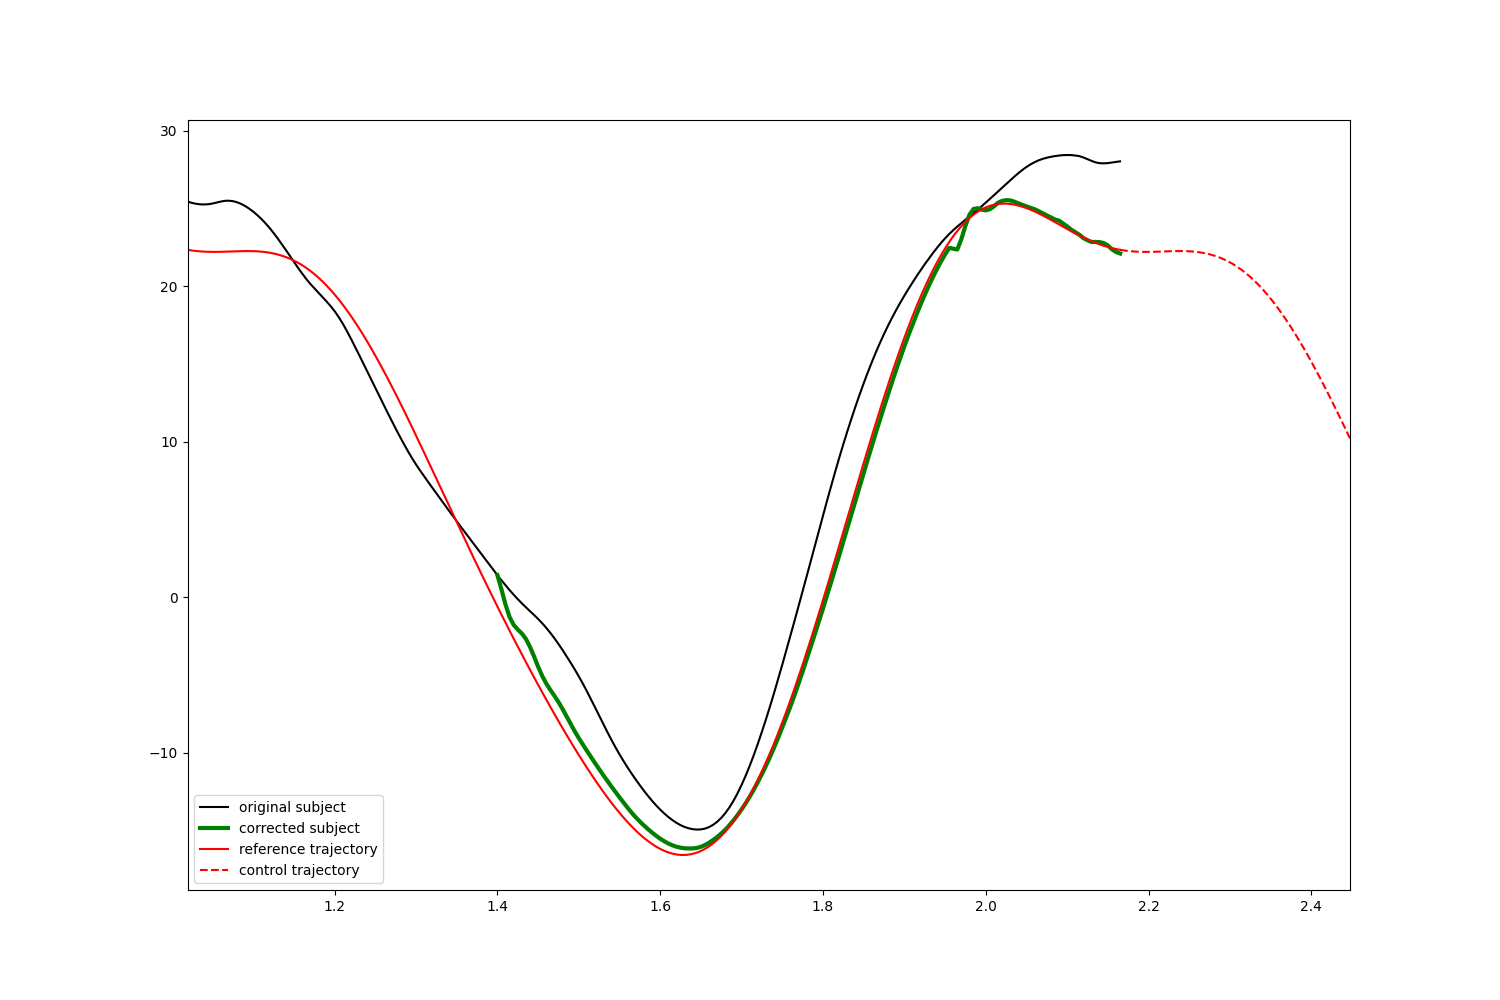 30
20
10
0
−10
original subject
corrected subject
reference trajectory
control trajectory
1.2 1.4 1.6 1.8 2.0 2.2 2.4